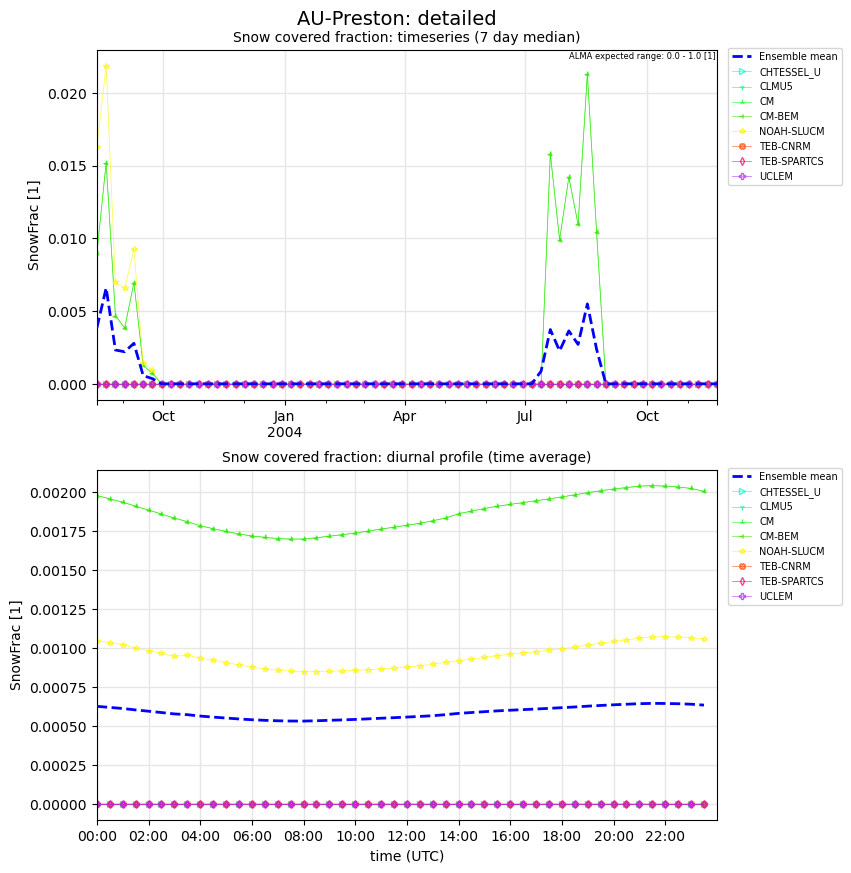 AU-Preston: detailed
Snow covered fraction: timeseries (7 day median)
ALMA expected range: 0.0 - 1.0 [1]
SnowFrac [1]
0.020
0.015
0.010
0.005
0.000
Oct
Jan
2004
Apr
Jul
Oct
Ensemble mean
CHTESSEL_U
CLMU5
CM
CM-BEM
NOAH-SLUCM
TEB-CNRM
TEB-SPARTCS
UCLEM
Snow covered fraction: diurnal profile (time average)
SnowFrac [1]
0.00200
0.00175
0.00150
0.00125
0.00100
0.00075
0.00050
0.00025
0.00000
00:00
02:00
04:00
06:00
08:00
10:00
12:00
14:00
16:00
18:00
20:00
22:00
time (UTC)
Ensemble mean
CHTESSEL_U
CLMU5
CM
CM-BEM
NOAH-SLUCM
TEB-CNRM
TEB-SPARTCS
UCLEM